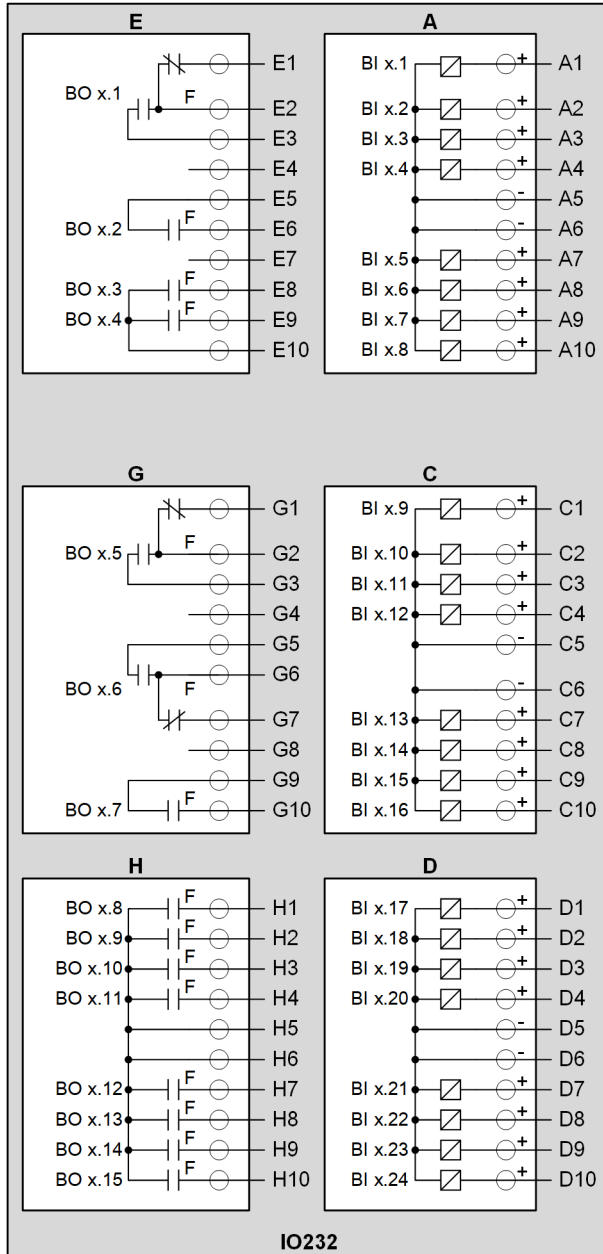 E
BO x.1
F
E1
E2
E3
E4
E5
BO x.2
F
E6
E7
BO x.3
F
E8
BO x.4
F
E9
E10
A
BI x.1
+
A1
BI x.2
+
A2
BI x.3
+
A3
BI x.4
+
A4
-
A5
-
A6
BI x.5
+
A7
BI x.6
+
A8
BI x.7
+
A9
BI x.8
+
A10
G
G1
BO x.5
F
G2
G3
G4
G5
G6
BO x.6
F
G7
G8
G9
BO x.7
F
G10
C
BI x.9
+
C1
BI x.10
+
C2
BI x.11
+
C3
BI x.12
+
C4
-
C5
-
C6
BI x.13
+
C7
BI x.14
+
C8
BI x.15
+
C9
BI x.16
+
C10
H
BO x.8
F
H1
BO x.9
F
H2
BO x.10
F
H3
BO x.11
F
H4
H5
H6
BO x.12
F
H7
BO x.13
F
H8
BO x.14
F
H9
BO x.15
F
H10
D
BI x.17
+
D1
BI x.18
+
D2
BI x.19
+
D3
BI x.20
+
D4
-
D5
-
D6
BI x.21
+
D7
BI x.22
+
D8
BI x.23
+
D9
BI x.24
+
D10
IO232